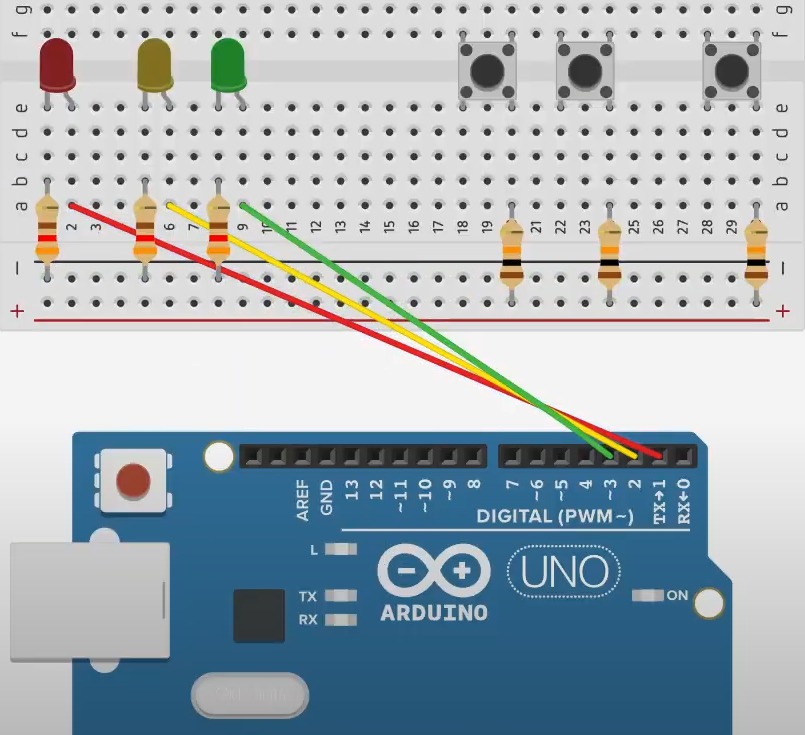 g g
f f
e e
d d
c c
b b
a a
2 3 6 9 10 11 12 13 14 15 16 17 18 19 21 22 23 25 26 27 28 29
− −
+ +
AREF GND 13 12 ~11 ~10 ~9 8 7 ~6 ~5 4 ~3 2 TX→1 RX←0
DIGITAL (PWM~)
L
UNO
TX
ON
RX
ARDUINO